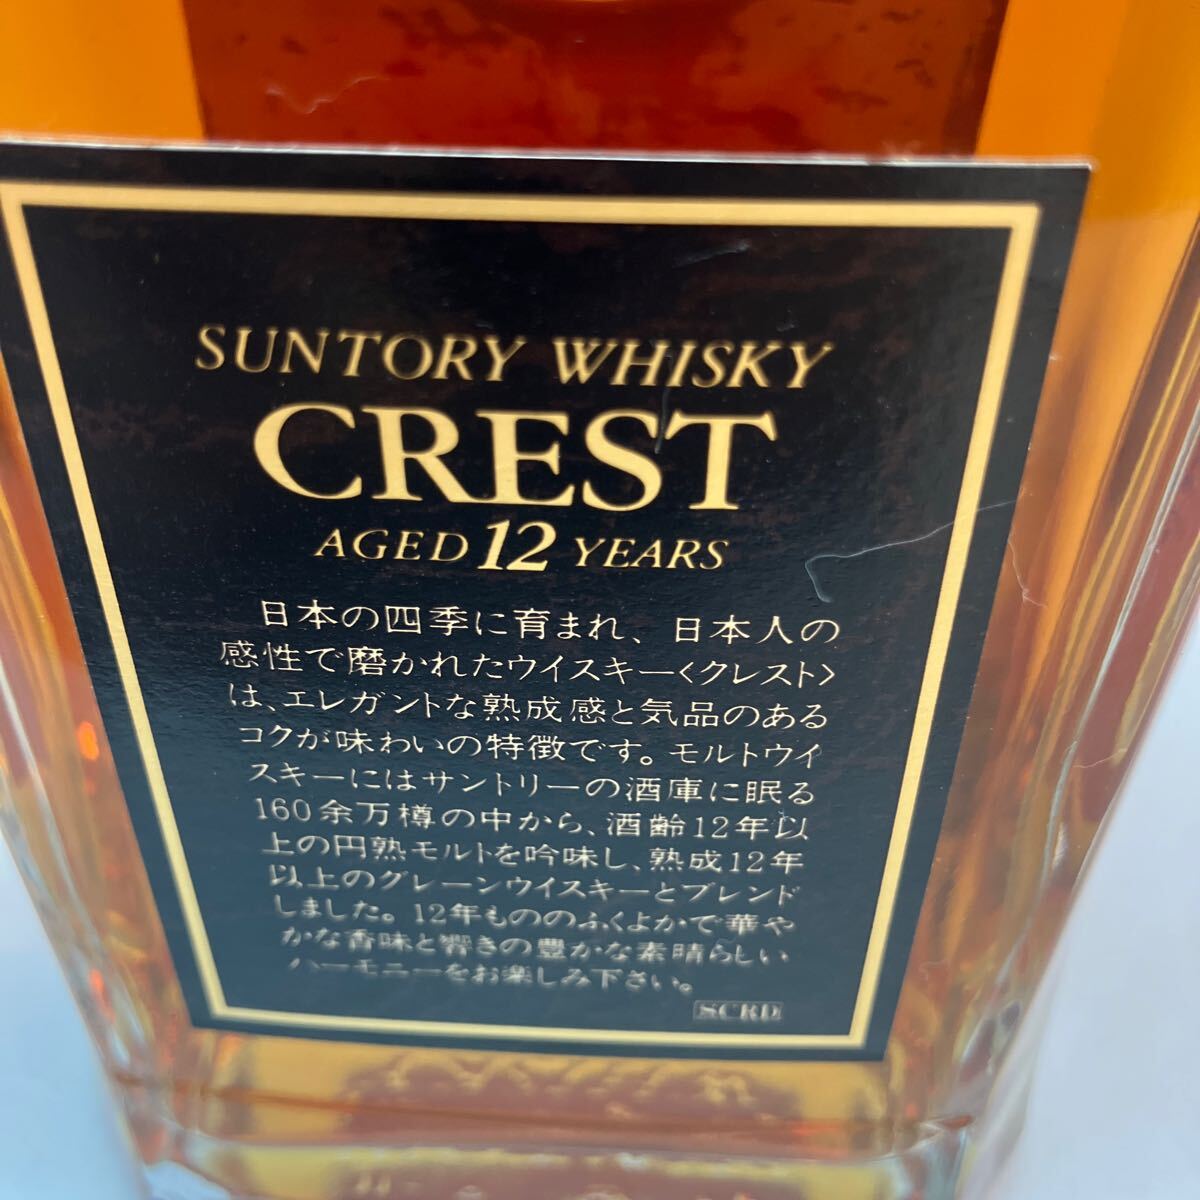 SUNTORY WHISKY
CREST
AGED 12 YEARS
日本の四季に育まれ、日本人の
感性で磨かれたウイスキー〈クレスト〉
は、エレガントな熟成感と気品のある
コクが味わいの特徴です。モルトウイ
スキーにはサントリーの酒庫に眠る
160余万樽の中から、酒齢12年以
上の円熟モルトを吟味し、熟成12年
以上のグレーンウイスキーとブレンド
しました。12年もののふくよかで華や
かな香味と響きの豊かな素晴らしい
ハーモニーをお楽しみ下さい。
SCRD